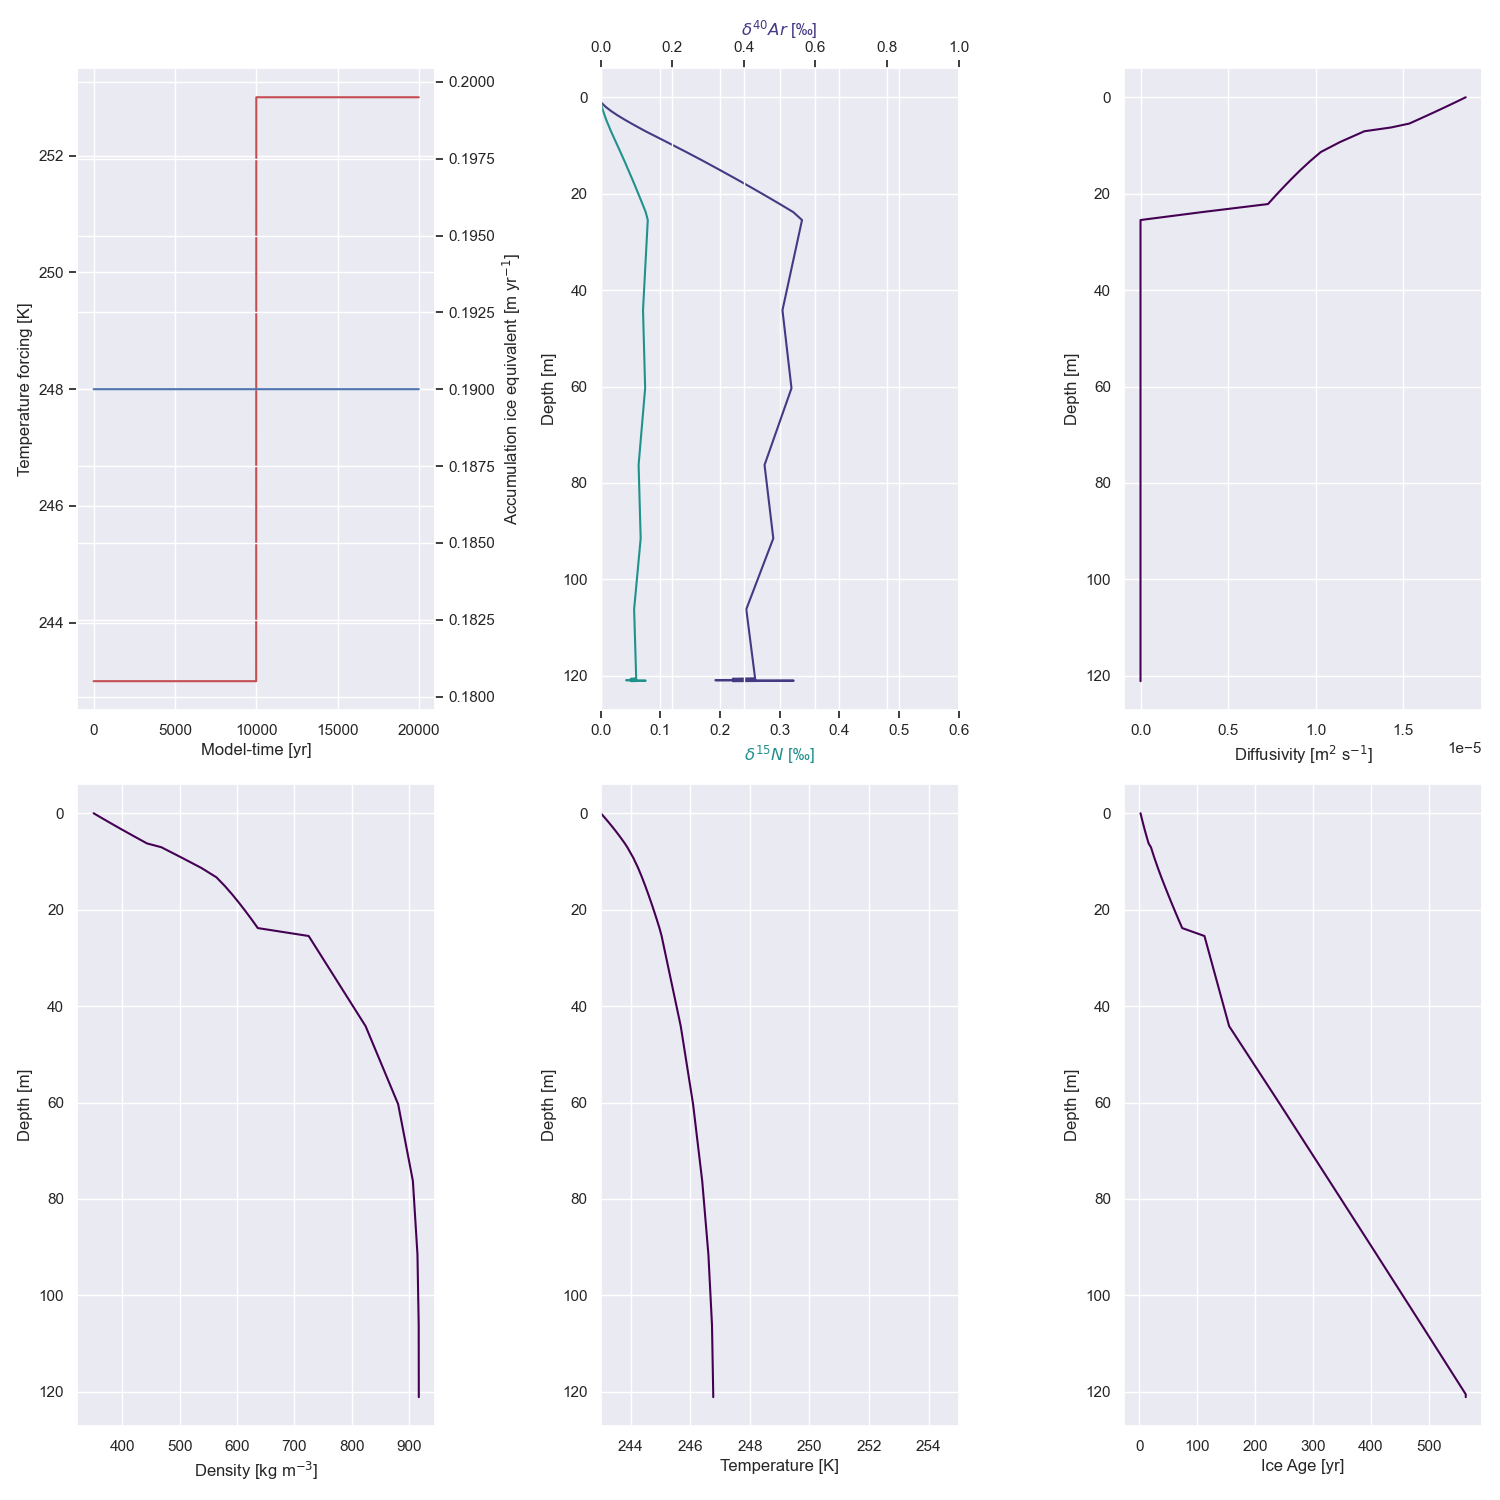 δ⁴⁰Ar [‰]
0.0 0.2 0.4 0.6 0.8 1.0
Temperature forcing [K]
252
250
248
246
244
0.2000
0.1975
0.1950
0.1925
0.1900
0.1875
0.1850
0.1825
0.1800
Accumulation ice equivalent [m yr⁻¹]
0 5000 10000 15000 20000
Model-time [yr]
Depth [m]
0
20
40
60
80
100
120
0.0 0.1 0.2 0.3 0.4 0.5 0.6
δ¹⁵N [‰]
Depth [m]
0
20
40
60
80
100
120
0.0 0.5 1.0 1.5
1e−5
Diffusivity [m² s⁻¹]
Depth [m]
0
20
40
60
80
100
120
400 500 600 700 800 900
Density [kg m⁻³]
Depth [m]
0
20
40
60
80
100
120
244 246 248 250 252 254
Temperature [K]
Depth [m]
0
20
40
60
80
100
120
0 100 200 300 400 500
Ice Age [yr]